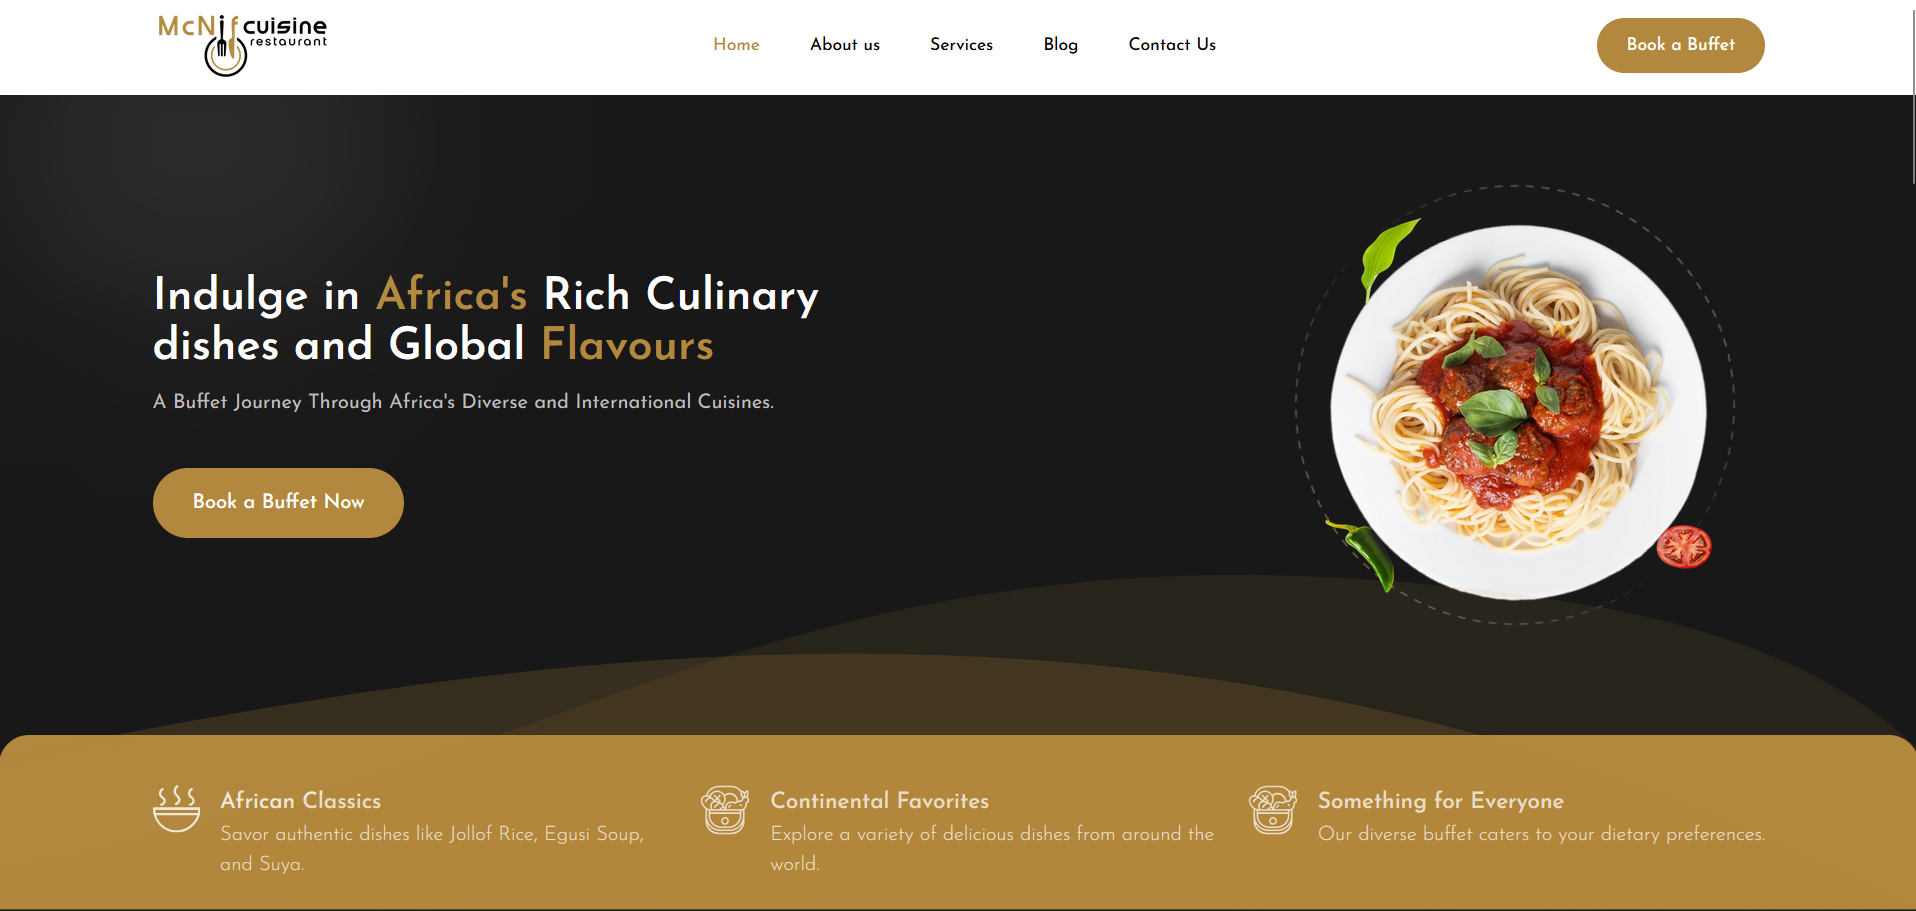 McNif cuisine
restaurant
Home
About us
Services
Blog
Contact Us
Book a Buffet
Indulge in Africa's Rich Culinary
dishes and Global Flavours
A Buffet Journey Through Africa's Diverse and International Cuisines.
Book a Buffet Now
African Classics
Savor authentic dishes like Jollof Rice, Egusi Soup,
and Suya.
Continental Favorites
Explore a variety of delicious dishes from around the
world.
Something for Everyone
Our diverse buffet caters to your dietary preferences.